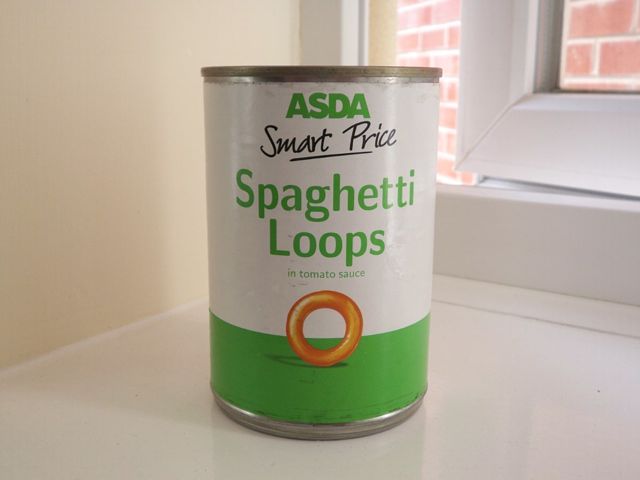 ASDA
Smart Price
Spaghetti
Loops
in tomato sauce